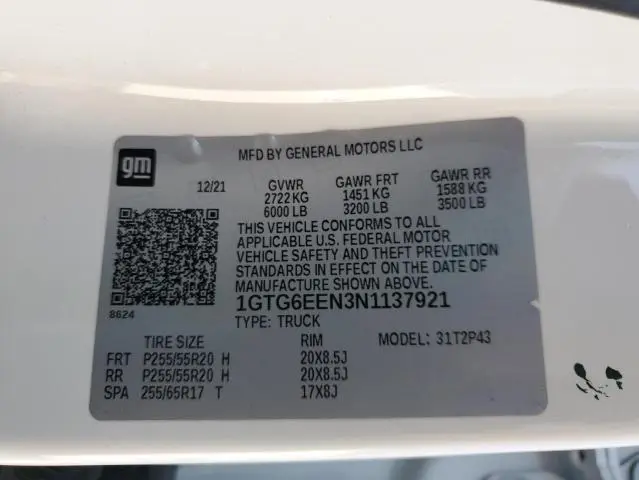 gm
MFD BY GENERAL MOTORS LLC
12/21 GVWR GAWR FRT GAWR RR
2722 KG 1451 KG 1588 KG
6000 LB 3200 LB 3500 LB
THIS VEHICLE CONFORMS TO ALL
APPLICABLE U.S. FEDERAL MOTOR
VEHICLE SAFETY AND THEFT PREVENTION
STANDARDS IN EFFECT ON THE DATE OF
MANUFACTURE SHOWN ABOVE.
8624
1GTG6EEN3N1137921
TYPE: TRUCK
TIRE SIZE RIM MODEL: 31T2P43
FRT P255/55R20 H 20X8.5J
RR P255/55R20 H 20X8.5J
SPA 255/65R17 T 17X8J